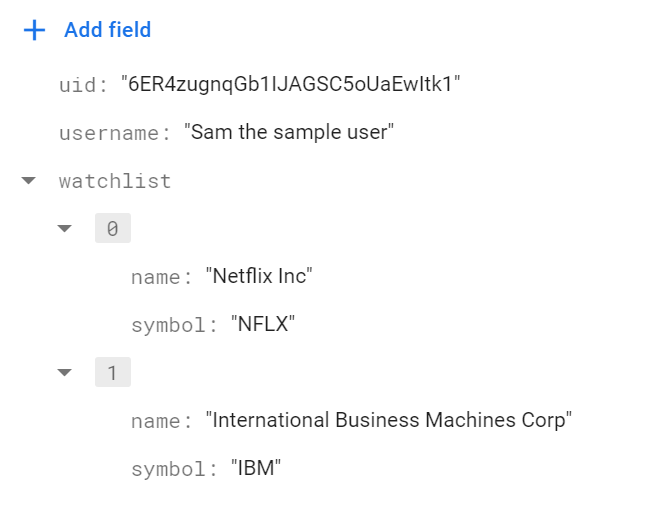 + Add field
uid: "6ER4zugnqGb1IJAGSC5oUaEwItk1"
username: "Sam the sample user"
watchlist
0
name: "Netflix Inc"
symbol: "NFLX"
1
name: "International Business Machines Corp"
symbol: "IBM"